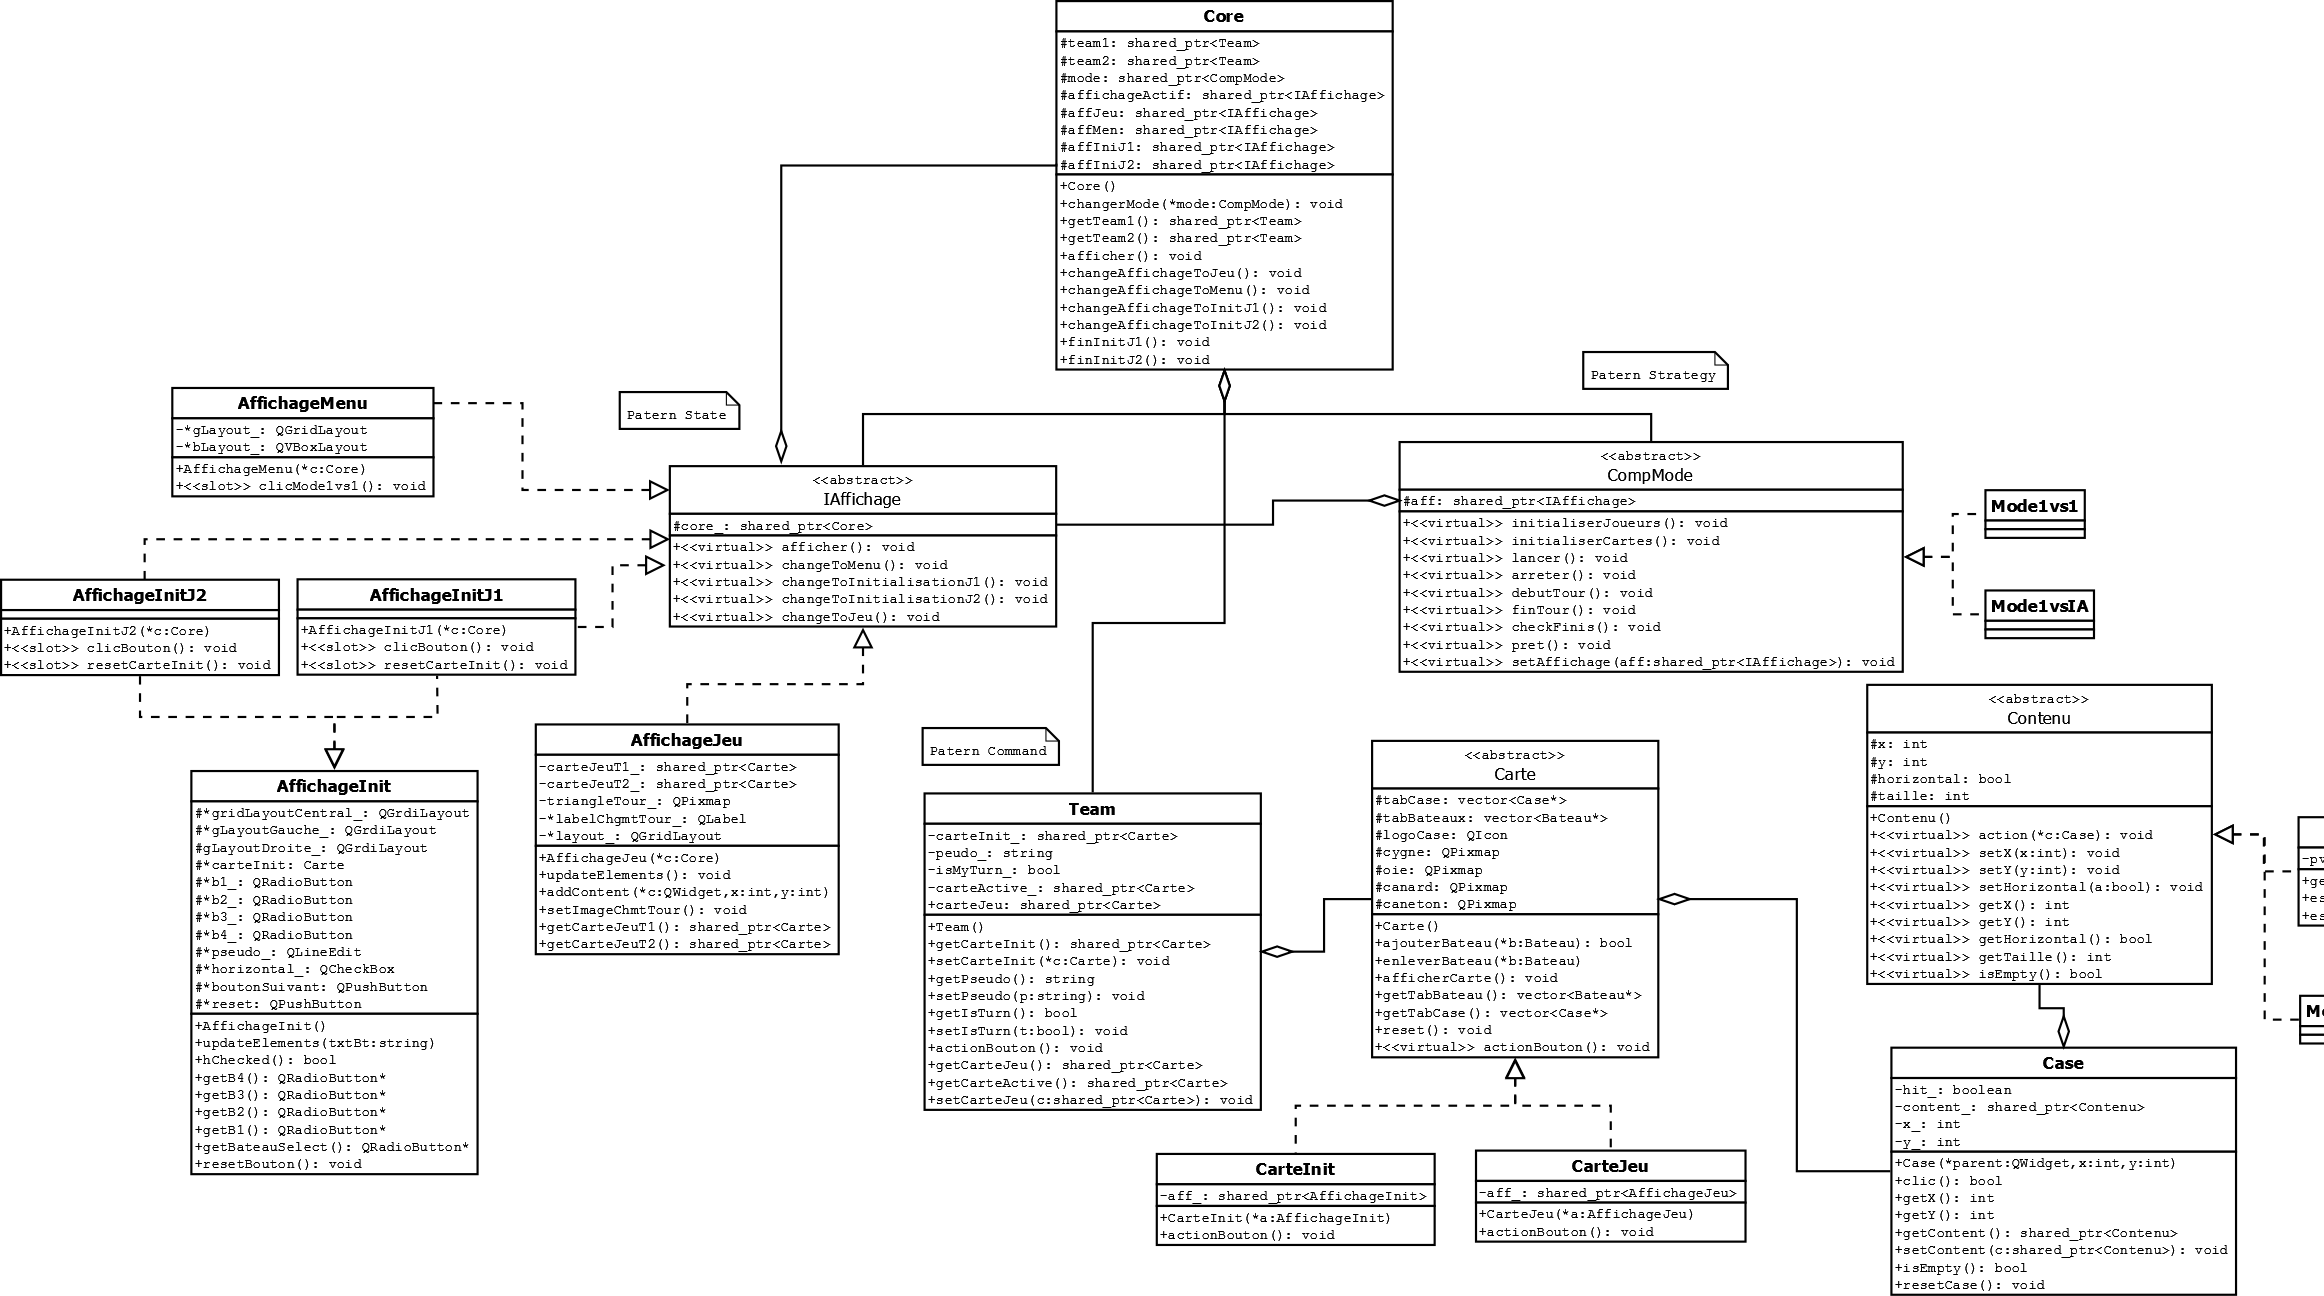 Core
#team1: shared_ptr<Team>
#team2: shared_ptr<Team>
#mode: shared_ptr<CompMode>
#affichageActif: shared_ptr<IAffichage>
#affJeu: shared_ptr<IAffichage>
#affMen: shared_ptr<IAffichage>
#affIniJ1: shared_ptr<IAffichage>
#affIniJ2: shared_ptr<IAffichage>
+Core()
+changerMode(*mode:CompMode): void
+getTeam1(): shared_ptr<Team>
+getTeam2(): shared_ptr<Team>
+afficher(): void
+changeAffichageToJeu(): void
+changeAffichageToMenu(): void
+changeAffichageToInitJ1(): void
+changeAffichageToInitJ2(): void
+finInitJ1(): void
+finInitJ2(): void
Patern Strategy
AffichageMenu
-*gLayout_: QGridLayout
-*bLayout_: QVBoxLayout
+AffichageMenu(*c:Core)
+<<slot>> clicMode1vs1(): void
Patern State
<<abstract>>
IAffichage
#core_: shared_ptr<Core>
+<<virtual>> afficher(): void
+<<virtual>> changeToMenu(): void
+<<virtual>> changeToInitialisationJ1(): void
+<<virtual>> changeToInitialisationJ2(): void
+<<virtual>> changeToJeu(): void
<<abstract>>
CompMode
#aff: shared_ptr<IAffichage>
+<<virtual>> initialiserJoueurs(): void
+<<virtual>> initialiserCartes(): void
+<<virtual>> lancer(): void
+<<virtual>> arreter(): void
+<<virtual>> debutTour(): void
+<<virtual>> finTour(): void
+<<virtual>> checkFinis(): void
+<<virtual>> pret(): void
+<<virtual>> setAffichage(aff:shared_ptr<IAffichage>): void
Mode1vs1
Mode1vsIA
AffichageInitJ2
+AffichageInitJ2(*c:Core)
+<<slot>> clicBouton(): void
+<<slot>> resetCarteInit(): void
AffichageInitJ1
+AffichageInitJ1(*c:Core)
+<<slot>> clicBouton(): void
+<<slot>> resetCarteInit(): void
AffichageInit
#*gridLayoutCentral_: QGrdiLayout
#*gLayoutGauche_: QGrdiLayout
#gLayoutDroite_: QGrdiLayout
#*carteInit: Carte
#*b1_: QRadioButton
#*b2_: QRadioButton
#*b3_: QRadioButton
#*b4_: QRadioButton
#*pseudo_: QLineEdit
#*horizontal_: QCheckBox
#*boutonSuivant: QPushButton
#*reset: QPushButton
+AffichageInit()
+updateElements(txtBt:string)
+hChecked(): bool
+getB4(): QRadioButton*
+getB3(): QRadioButton*
+getB2(): QRadioButton*
+getB1(): QRadioButton*
+getBateauSelect(): QRadioButton*
+resetBouton(): void
AffichageJeu
-carteJeuT1_: shared_ptr<Carte>
-carteJeuT2_: shared_ptr<Carte>
-triangleTour_: QPixmap
-*labelChgmtTour_: QLabel
-*layout_: QGridLayout
+AffichageJeu(*c:Core)
+updateElements(): void
+addContent(*c:QWidget,x:int,y:int)
+setImageChmtTour(): void
+getCarteJeuT1(): shared_ptr<Carte>
+getCarteJeuT2(): shared_ptr<Carte>
Patern Command
Team
-carteInit_: shared_ptr<Carte>
-peudo_: string
-isMyTurn_: bool
-carteActive_: shared_ptr<Carte>
+carteJeu: shared_ptr<Carte>
+Team()
+getCarteInit(): shared_ptr<Carte>
+setCarteInit(*c:Carte): void
+getPseudo(): string
+setPseudo(p:string): void
+getIsTurn(): bool
+setIsTurn(t:bool): void
+actionBouton(): void
+getCarteJeu(): shared_ptr<Carte>
+getCarteActive(): shared_ptr<Carte>
+setCarteJeu(c:shared_ptr<Carte>): void
<<abstract>>
Carte
#tabCase: vector<Case*>
#tabBateaux: vector<Bateau*>
#logoCase: QIcon
#cygne: QPixmap
#oie: QPixmap
#canard: QPixmap
#caneton: QPixmap
+Carte()
+ajouterBateau(*b:Bateau): bool
+enleverBateau(*b:Bateau)
+afficherCarte(): void
+getTabBateau(): vector<Bateau*>
+getTabCase(): vector<Case*>
+reset(): void
+<<virtual>> actionBouton(): void
CarteInit
-aff_: shared_ptr<AffichageInit>
+CarteInit(*a:AffichageInit)
+actionBouton(): void
CarteJeu
-aff_: shared_ptr<AffichageJeu>
+CarteJeu(*a:AffichageJeu)
+actionBouton(): void
<<abstract>>
Contenu
#x: int
#y: int
#horizontal: bool
#taille: int
+Contenu()
+<<virtual>> action(*c:Case): void
+<<virtual>> setX(x:int): void
+<<virtual>> setY(y:int): void
+<<virtual>> setHorizontal(a:bool): void
+<<virtual>> getX(): int
+<<virtual>> getY(): int
+<<virtual>> getHorizontal(): bool
+<<virtual>> getTaille(): int
+<<virtual>> isEmpty(): bool
Case
-hit_: boolean
-content_: shared_ptr<Contenu>
-x_: int
-y_: int
+Case(*parent:QWidget,x:int,y:int)
+clic(): bool
+getX(): int
+getY(): int
+getContent(): shared_ptr<Contenu>
+setContent(c:shared_ptr<Contenu>): void
+isEmpty(): bool
+resetCase(): void